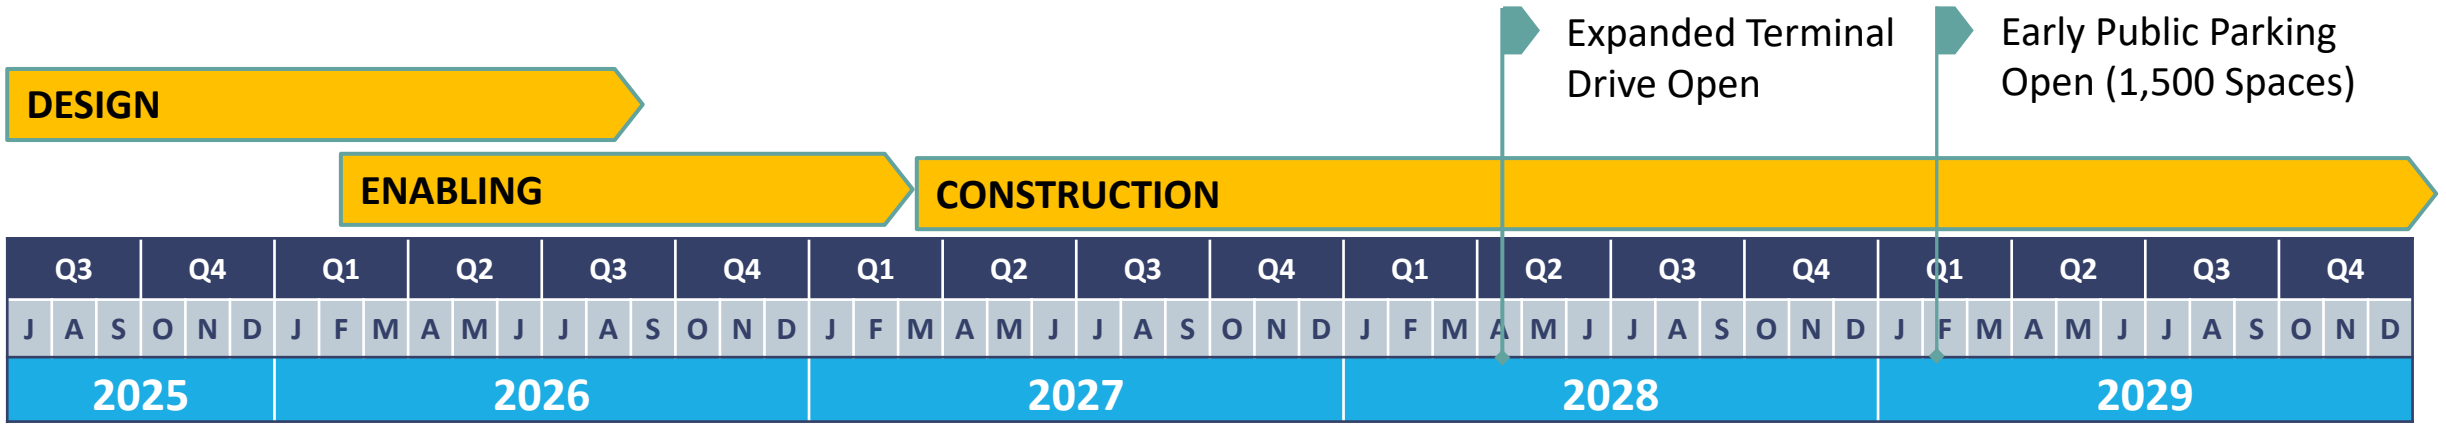 Expanded Terminal
Drive Open
Early Public Parking
Open (1,500 Spaces)
DESIGN
ENABLING
CONSTRUCTION
Q3 Q4 Q1 Q2 Q3 Q4 Q1 Q2 Q3 Q4 Q1 Q2 Q3 Q4 Q1 Q2 Q3 Q4
J A S O N D J F M A M J J A S O N D J F M A M J J A S O N D J F M A M J J A S O N D J F M A M J J A S O N D
2025 2026 2027 2028 2029